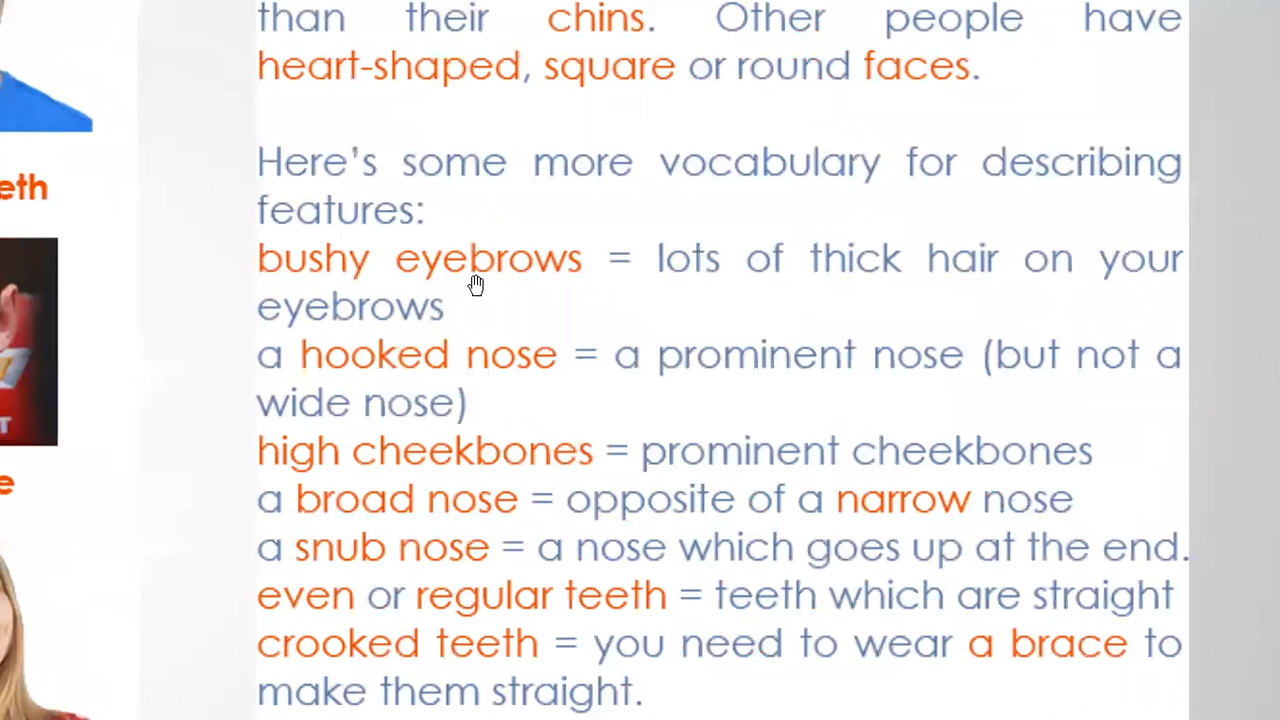 than their chins. Other people have
heart-shaped, square or round faces.
Here's some more vocabulary for describing
features:
bushy eyebrows = lots of thick hair on your
eyebrows
a hooked nose = a prominent nose (but not a
wide nose)
high cheekbones = prominent cheekbones
a broad nose = opposite of a narrow nose
a snub nose = a nose which goes up at the end.
even or regular teeth = teeth which are straight
crooked teeth = you need to wear a brace to
make them straight.
eth
T
e